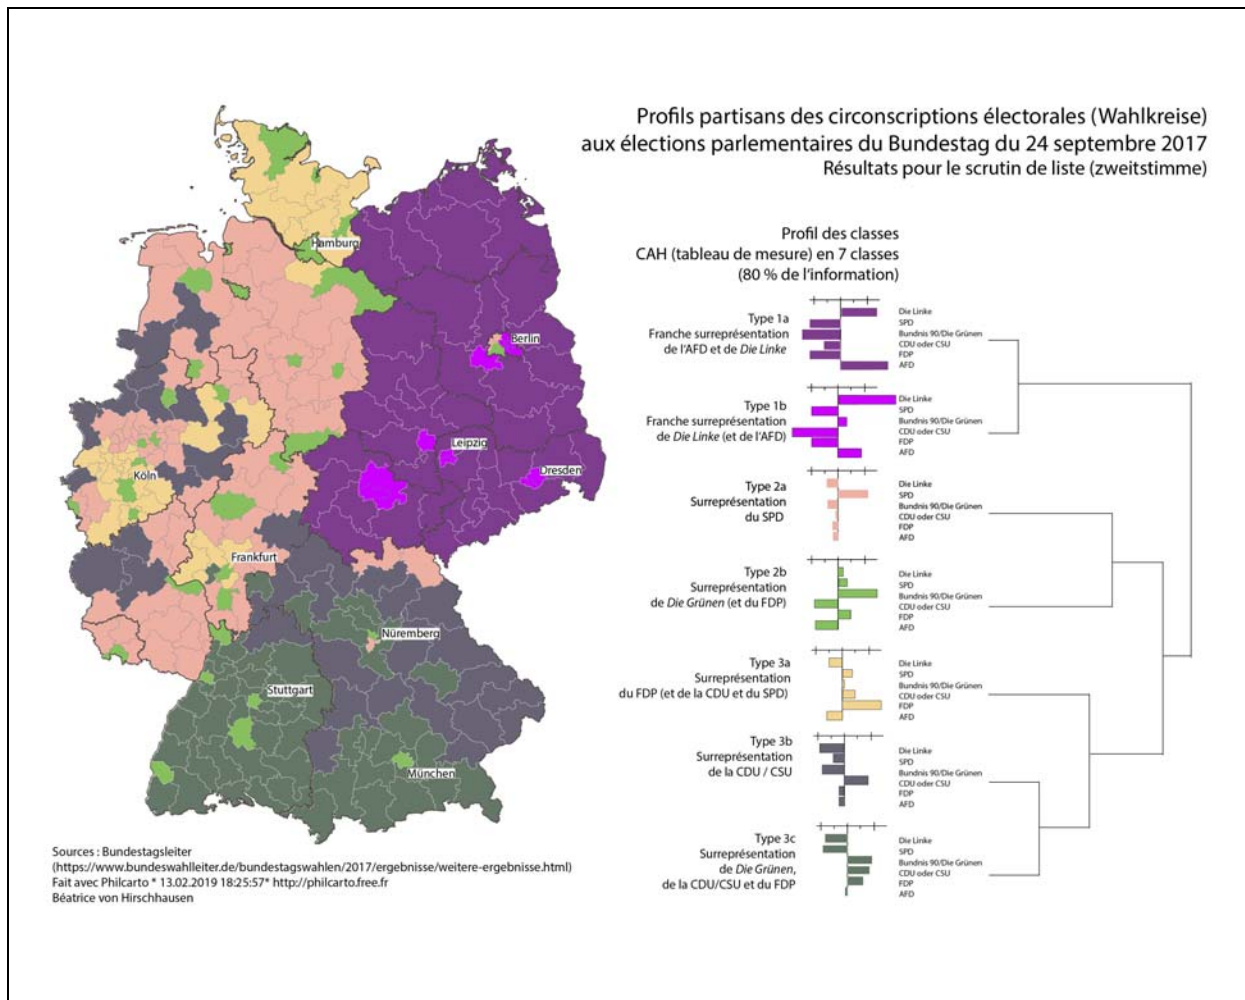 Profils partisans des circonscriptions électorales (Wahlkreise)
aux élections parlementaires du Bundestag du 24 septembre 2017
Résultats pour le scrutin de liste (zweitstimme)
Hamburg
Berlin
Leipzig
Dresden
Köln
Frankfurt
Nüremberg
Stuttgart
München
Profil des classes
CAH (tableau de mesure) en 7 classes
(80 % de l'information)
Type 1a
Franche surreprésentation
de l'AFD et de Die Linke
Die Linke
SPD
Bundnis 90/Die Grünen
CDU oder CSU
FDP
AFD
Type 1b
Franche surreprésentation
de Die Linke (et de l'AFD)
Die Linke
SPD
Bundnis 90/Die Grünen
CDU oder CSU
FDP
AFD
Type 2a
Surreprésentation
du SPD
Die Linke
SPD
Bundnis 90/Die Grünen
CDU oder CSU
FDP
AFD
Type 2b
Surreprésentation
de Die Grünen (et du FDP)
Die Linke
SPD
Bundnis 90/Die Grünen
CDU oder CSU
FDP
AFD
Type 3a
Surreprésentation
du FDP (et de la CDU et du SPD)
Die Linke
SPD
Bundnis 90/Die Grünen
CDU oder CSU
FDP
AFD
Type 3b
Surreprésentation
de la CDU / CSU
Die Linke
SPD
Bundnis 90/Die Grünen
CDU oder CSU
FDP
AFD
Type 3c
Surreprésentation
de Die Grünen,
de la CDU/CSU et du FDP
Die Linke
SPD
Bundnis 90/Die Grünen
CDU oder CSU
FDP
AFD
Sources : Bundestagsleiter
(https://www.bundeswahlleiter.de/bundestagswahlen/2017/ergebnisse/weitere-ergebnisse.html)
Fait avec Philcarto * 13.02.2019 18:25:57* http://philcarto.free.fr
Béatrice von Hirschhausen